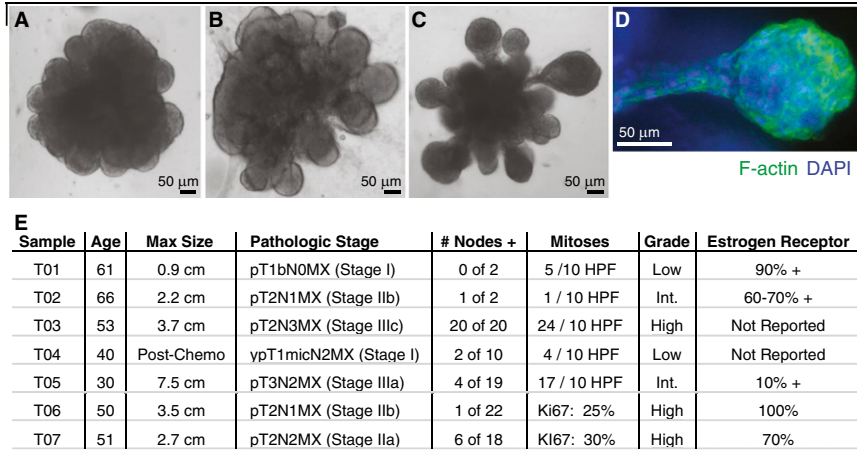 A B C D
50 μm 50 μm 50 μm 50 μm
F-actin DAPI
E
Sample Age Max Size Pathologic Stage # Nodes + Mitoses Grade Estrogen Receptor
T01 61 0.9 cm pT1bN0MX (Stage I) 0 of 2 5 /10 HPF Low 90% +
T02 66 2.2 cm pT2N1MX (Stage IIb) 1 of 2 1 / 10 HPF Int. 60-70% +
T03 53 3.7 cm pT2N3MX (Stage IIIc) 20 of 20 24 / 10 HPF High Not Reported
T04 40 Post-Chemo ypT1micN2MX (Stage I) 2 of 10 4 / 10 HPF Low Not Reported
T05 30 7.5 cm pT3N2MX (Stage IIIa) 4 of 19 17 / 10 HPF Int. 10% +
T06 50 3.5 cm pT2N1MX (Stage IIb) 1 of 22 Ki67: 25% High 100%
T07 51 2.7 cm pT2N2MX (Stage IIa) 6 of 18 KI67: 30% High 70%